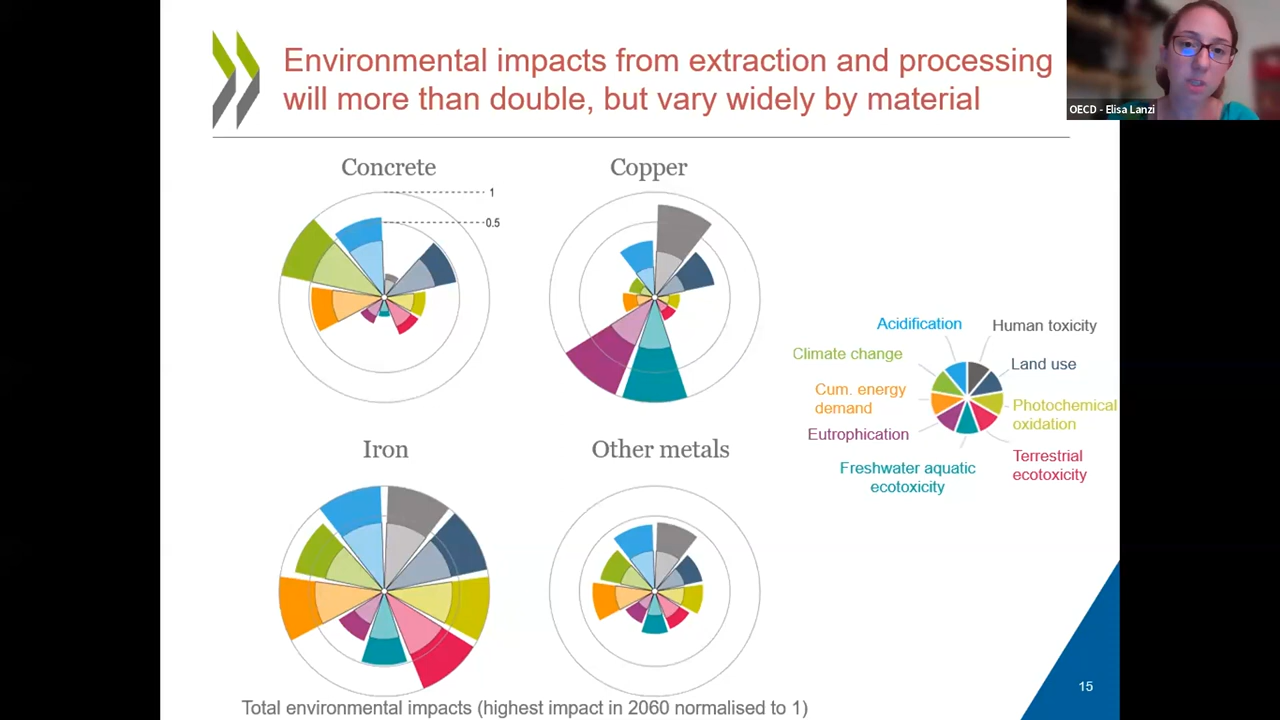 Environmental impacts from extraction and processing
will more than double, but vary widely by material
OECD - Elisa Lanzi
Concrete
1
0.5
Copper
Iron
Other metals
Acidification
Human toxicity
Climate change
Land use
Cum. energy
demand
Photochemical
oxidation
Eutrophication
Terrestrial
ecotoxicity
Freshwater aquatic
ecotoxicity
Total environmental impacts (highest impact in 2060 normalised to 1)
15